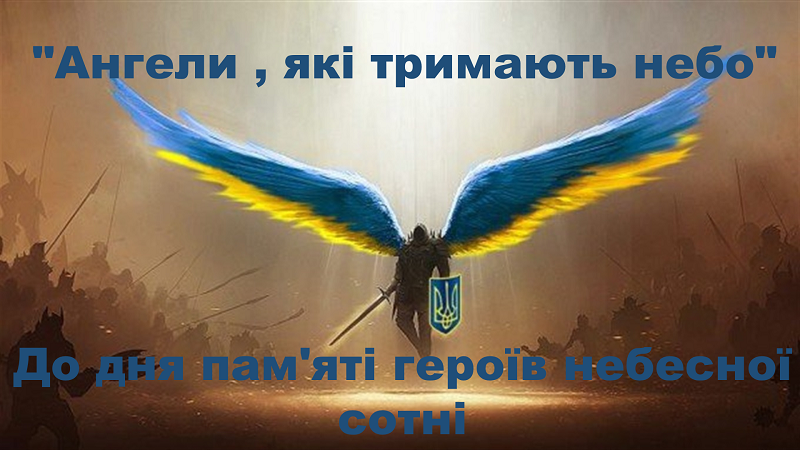 "Ангели , які тримають небо"
До дня пам'яті героїв небесної
сотні